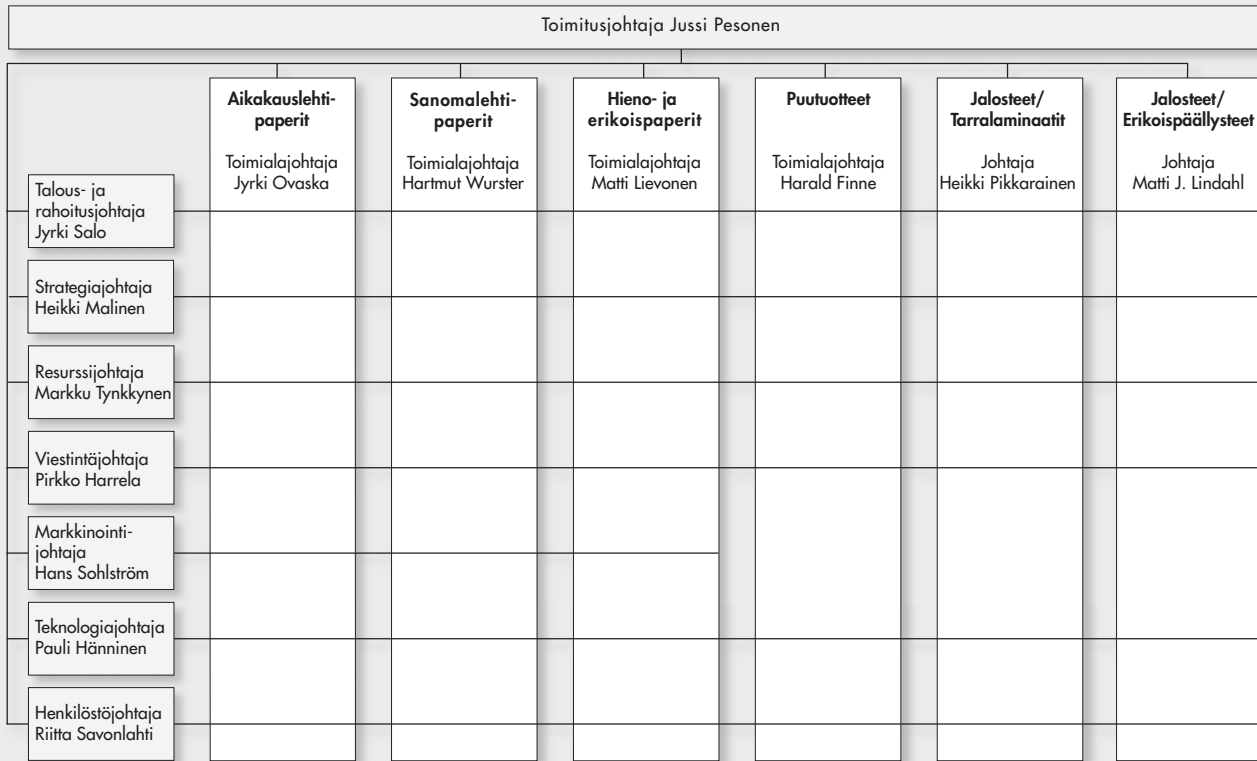 Toimitusjohtaja Jussi Pesonen
Aikakauslehti-
paperit
Toimialajohtaja
Jyrki Ovaska
Sanomalehti-
paperit
Toimialajohtaja
Hartmut Wurster
Hieno- ja
erikoispaperit
Toimialajohtaja
Matti Lievonen
Puutuotteet
Toimialajohtaja
Harald Finne
Jalosteet/
Tarralaminaatit
Johtaja
Heikki Pikkarainen
Jalosteet/
Erikoispäällysteet
Johtaja
Matti J. Lindahl
Talous- ja
rahoitusjohtaja
Jyrki Salo
Strategiajohtaja
Heikki Malinen
Resurssijohtaja
Markku Tynkkynen
Viestintäjohtaja
Pirkko Harrela
Markkinointi-
johtaja
Hans Sohlström
Teknologiajohtaja
Pauli Hänninen
Henkilöstöjohtaja
Riitta Savonlahti